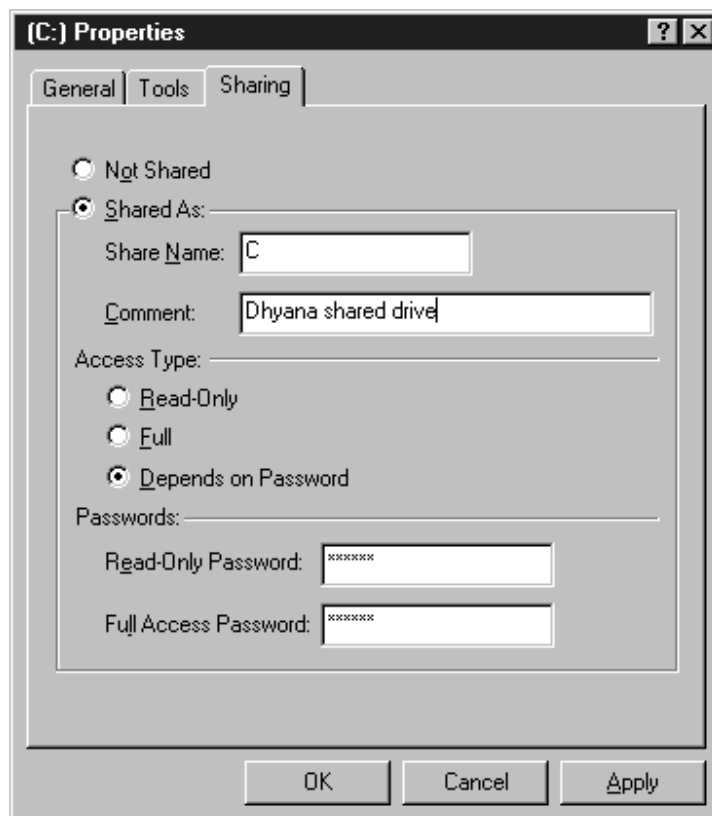 (C:) Properties
General Tools Sharing
Not Shared
Shared As:
Share Name: C
Comment: Dhyana shared drive
Access Type:
Read-Only
Full
Depends on Password
Passwords:
Read-Only Password: ******
Full Access Password: ******
OK Cancel Apply